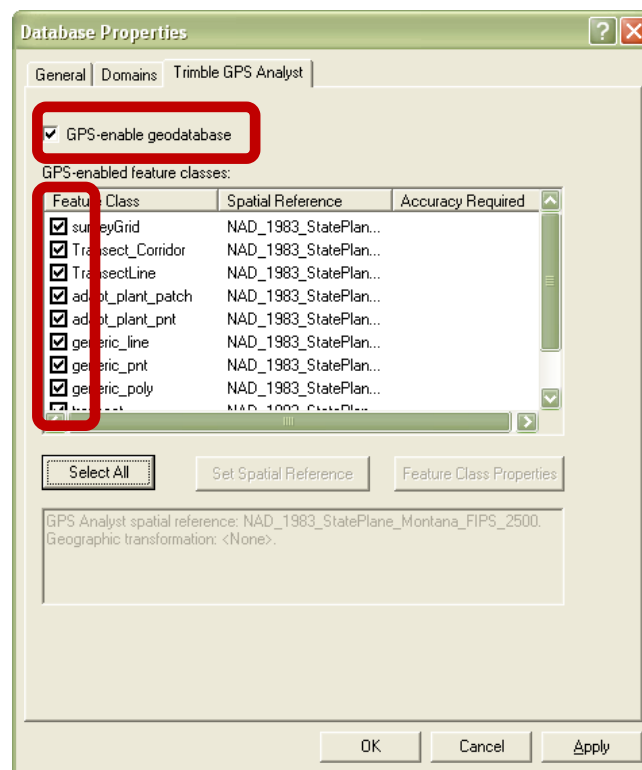 Database Properties
General Domains Trimble GPS Analyst
GPS-enable geodatabase
GPS-enabled feature classes:
Feature Class Spatial Reference Accuracy Required
surveyGrid NAD_1983_StatePlan...
Transect_Corridor NAD_1983_StatePlan...
TransectLine NAD_1983_StatePlan...
adapt_plant_patch NAD_1983_StatePlan...
adapt_plant_pnt NAD_1983_StatePlan...
generic_line NAD_1983_StatePlan...
generic_pnt NAD_1983_StatePlan...
generic_poly NAD_1983_StatePlan...
NAD_1983_StatePlan...
Select All Set Spatial Reference Feature Class Properties
GPS Analyst spatial reference: NAD_1983_StatePlane_Montana_FIPS_2500.
Geographic transformation: <None>.
OK Cancel Apply